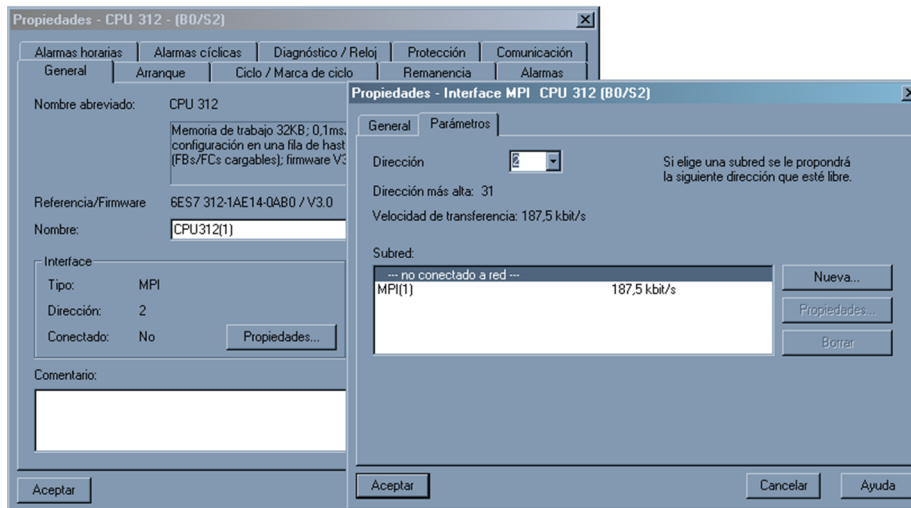 Propiedades - CPU 312 - (B0/S2)
Alarmas horarias Alarmas cíclicas Diagnóstico / Reloj Protección Comunicación
General Arranque Ciclo / Marca de ciclo Remanencia Alarmas
Nombre abreviado: CPU 312
Memoria de trabajo 32KB; 0,1ms.
configuración en una fila de hast
(FBs/FCs cargables); firmware V3
Referencia/Firmware 6ES7 312-1AE14-0AB0 / V3.0
Nombre: CPU312(1)
Interface
Tipo: MPI
Dirección: 2
Conectado: No Propiedades...
Comentario:
Aceptar
Propiedades - Interface MPI CPU 312 (B0/S2)
General Parámetros
Dirección 2
Si elige una subred se le propondrá
la siguiente dirección que esté libre.
Dirección más alta: 31
Velocidad de transferencia: 187,5 kbit/s
Subred:
--- no conectado a red ---
MPI(1) 187,5 kbit/s
Nueva...
Propiedades...
Borrar
Aceptar Cancelar Ayuda